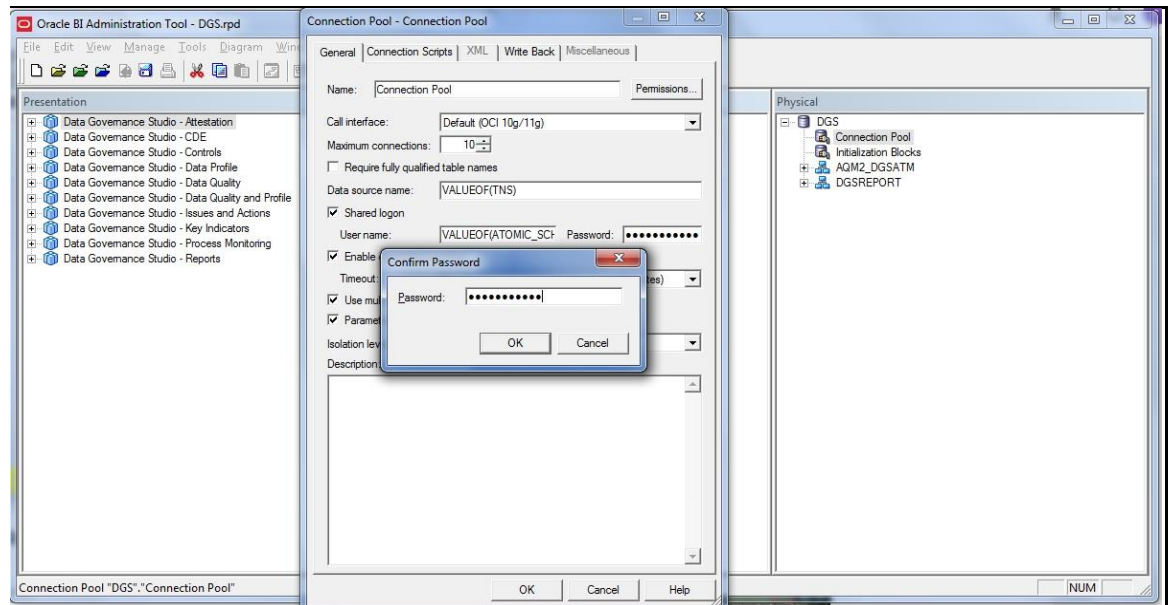 Oracle BI Administration Tool - DGS.rpd
File Edit View Manage Tools Diagram
Presentation
Data Governance Studio - Attestation
Data Governance Studio - CDE
Data Governance Studio - Controls
Data Governance Studio - Data Profile
Data Governance Studio - Data Quality
Data Governance Studio - Data Quality and Profile
Data Governance Studio - Issues and Actions
Data Governance Studio - Key Indicators
Data Governance Studio - Process Monitoring
Data Governance Studio - Reports
Connection Pool - Connection Pool
General Connection Scripts XML Write Back Miscellaneous
Name: Connection Pool Permissions...
Call interface: Default (OCI 10g/11g)
Maximum connections: 10
Require fully qualified table names
Data source name: VALUEOF(TNS)
Shared logon
User name: VALUEOF(ATOMIC_SCH Password: •••••••••••
Enable
Timeout:
Use
Isolation
Description
Confirm Password
Password: •••••••••••
OK Cancel
OK Cancel Help
Physical
DGS
Connection Pool
Initialization Blocks
AQM2_DGSATM
DGSREPORT
Connection Pool "DGS"."Connection Pool"
NUM